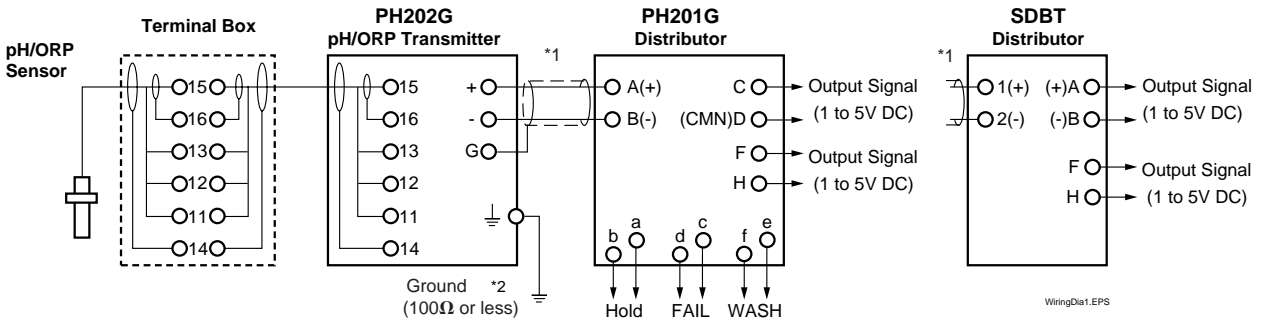 pH/ORP
Sensor
Terminal Box
15
16
13
12
11
14
PH202G
pH/ORP Transmitter
15
16
13
12
11
14
+
-
G
Ground *2
(100Ω or less)
*1
PH201G
Distributor
A(+)
B(-)
C
(CMN)D
F
H
Output Signal
(1 to 5V DC)
Output Signal
(1 to 5V DC)
b a d c f e
Hold FAIL WASH
*1
SDBT
Distributor
1(+)
2(-)
(+)A
(-)B
F
H
Output Signal
(1 to 5V DC)
Output Signal
(1 to 5V DC)
WiringDia1.EPS